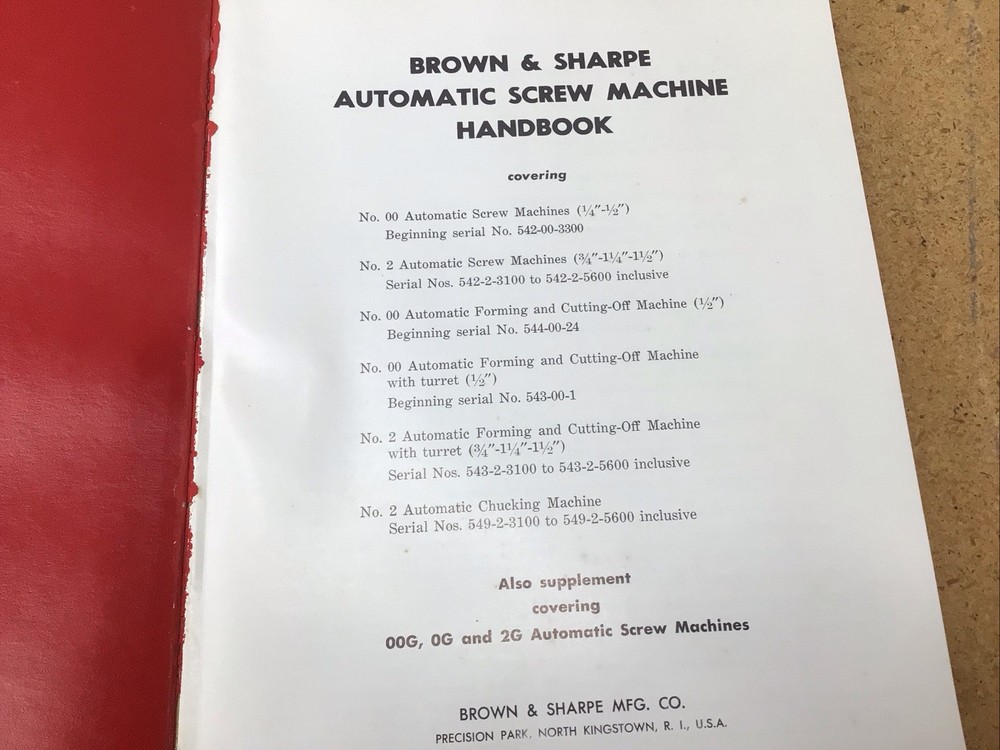 BROWN & SHARPE
AUTOMATIC SCREW MACHINE
HANDBOOK
covering
No. 00 Automatic Screw Machines (¼″-½″)
Beginning serial No. 542-00-3300
No. 2 Automatic Screw Machines (¾″-1¼″-1½″)
Serial Nos. 542-2-3100 to 542-2-5600 inclusive
No. 00 Automatic Forming and Cutting-Off Machine (½″)
Beginning serial No. 544-00-24
No. 00 Automatic Forming and Cutting-Off Machine
with turret (½″)
Beginning serial No. 543-00-1
No. 2 Automatic Forming and Cutting-Off Machine
with turret (¾″-1¼″-1½″)
Serial Nos. 543-2-3100 to 543-2-5600 inclusive
No. 2 Automatic Chucking Machine
Serial Nos. 549-2-3100 to 549-2-5600 inclusive
Also supplement
covering
00G, 0G and 2G Automatic Screw Machines
BROWN & SHARPE MFG. CO.
PRECISION PARK, NORTH KINGSTOWN, R. I., U.S.A.